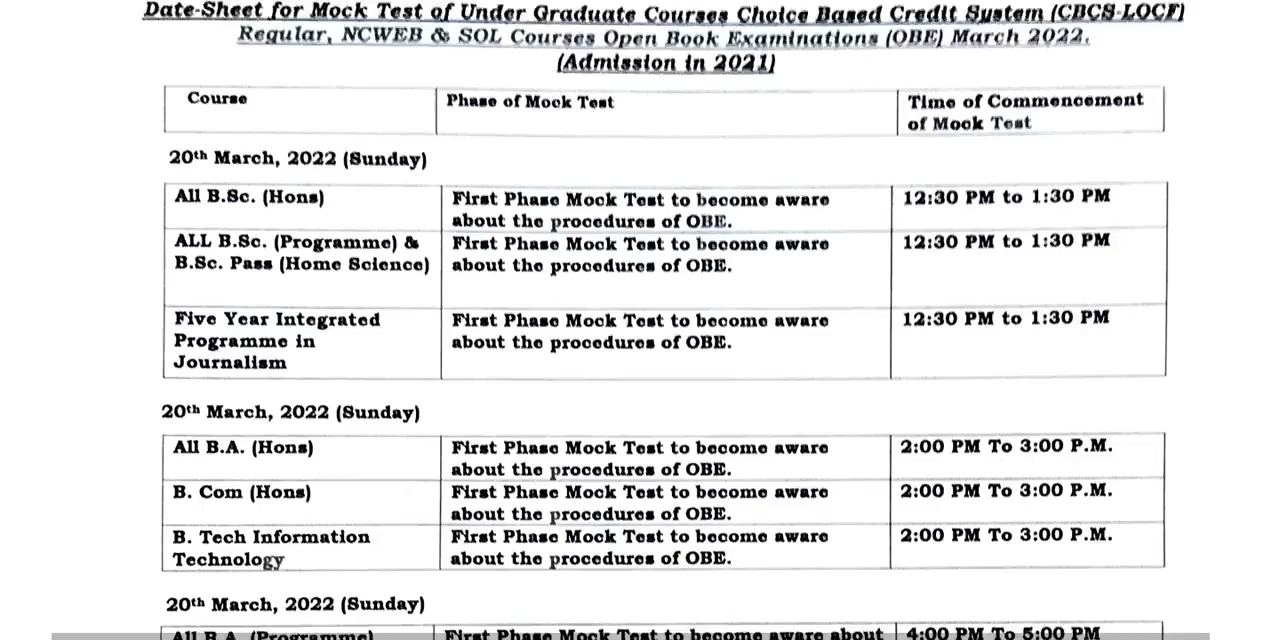 Date-Sheet for Mock Test of Under Graduate Courses Choice Based Credit System (CBCS-LOCF)
Regular, NCWEB & SOL Courses Open Book Examinations (OBE) March 2022.
(Admission in 2021)
Course Phase of Mock Test Time of Commencement
of Mock Test
20th March, 2022 (Sunday)
All B.Sc. (Hons) First Phase Mock Test to become aware 12:30 PM to 1:30 PM
about the procedures of OBE.
ALL B.Sc. (Programme) & First Phase Mock Test to become aware 12:30 PM to 1:30 PM
B.Sc. Pass (Home Science) about the procedures of OBE.
Five Year Integrated First Phase Mock Test to become aware 12:30 PM to 1:30 PM
Programme in about the procedures of OBE.
Journalism
20th March, 2022 (Sunday)
All B.A. (Hons) First Phase Mock Test to become aware 2:00 PM To 3:00 P.M.
about the procedures of OBE.
B. Com (Hons) First Phase Mock Test to become aware 2:00 PM To 3:00 P.M.
about the procedures of OBE.
B. Tech Information First Phase Mock Test to become aware 2:00 PM To 3:00 P.M.
Technology about the procedures of OBE.
20th March, 2022 (Sunday)
All B.A. (Programme) First Phase Mock Test to become aware about 4:00 PM to 5:00 PM